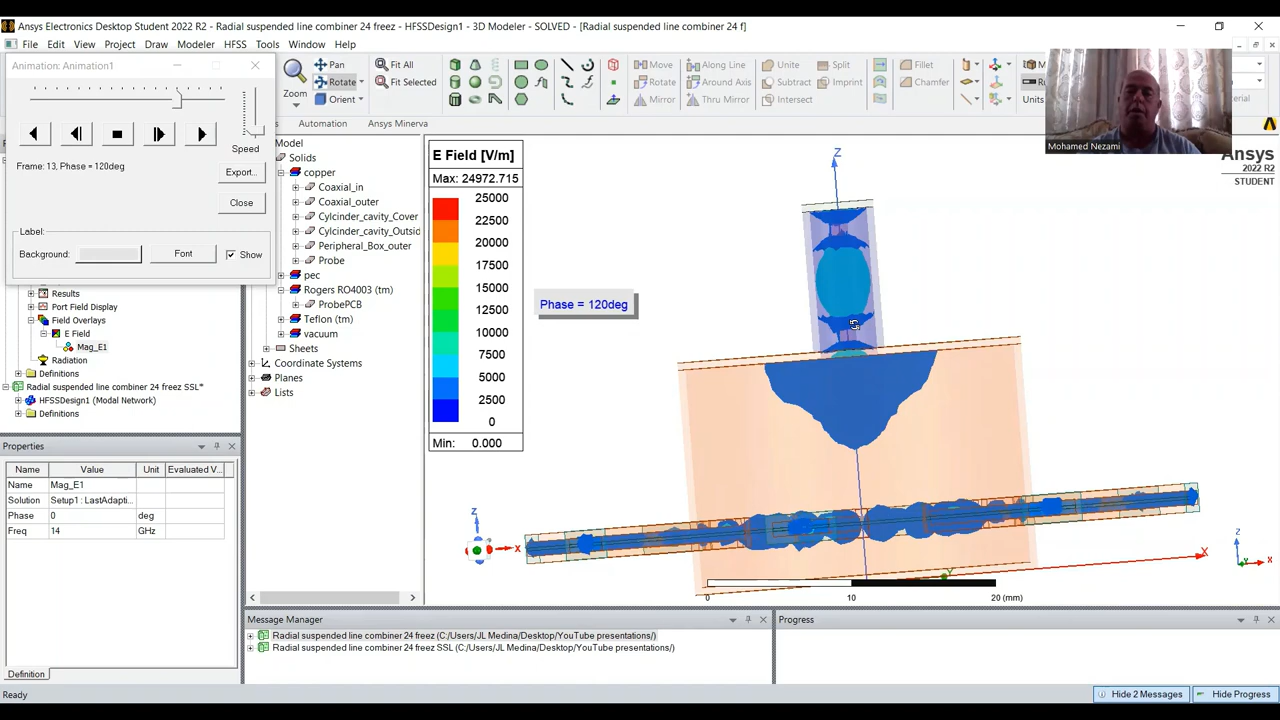 Ansys Electronics Desktop Student 2022 R2 - Radial suspended line combiner 24 freez - HFSSDesign1 - 3D Modeler - SOLVED - [Radial suspended line combiner 24 f]
File Edit View Project Draw Modeler HFSS Tools Window Help
Animation: Animation1
Frame: 13, Phase = 120deg
Speed
Export...
Close
Label:
Background:
Font
Show
Zoom
Pan
Rotate
Orient
Fit All
Fit Selected
Move
Rotate
Mirror
Along Line
Around Axis
Thru Mirror
Unite
Subtract
Intersect
Split
Imprint
Fillet
Chamfer
Units
Automation
Ansys Minerva
Mohamed Nezami
Ansys
2022 R2
STUDENT
Results
Port Field Display
Field Overlays
E Field
Mag_E1
Radiation
Definitions
Radial suspended line combiner 24 freez SSL*
HFSSDesign1 (Modal Network)
Definitions
Model
Solids
copper
Coaxial_in
Coaxial_outer
Cylcinder_cavity_Cover
Cylcinder_cavity_Outsid
Peripheral_Box_outer
Probe
pec
Rogers RO4003 (tm)
ProbePCB
Teflon (tm)
vacuum
Sheets
Coordinate Systems
Planes
Lists
E Field [V/m]
Max: 24972.715
25000
22500
20000
17500
15000
12500
10000
7500
5000
2500
0
Min: 0.000
Phase = 120deg
Z
Z
X
X
Y
Z
X
0
10
20 (mm)
Properties
Name Value Unit Evaluated V...
Name Mag_E1
Solution Setup1 : LastAdapti...
Phase 0 deg
Freq 14 GHz
Definition
Message Manager
Radial suspended line combiner 24 freez (C:/Users/JL Medina/Desktop/YouTube presentations/)
Radial suspended line combiner 24 freez SSL (C:/Users/JL Medina/Desktop/YouTube presentations/)
Progress
Ready
Hide 2 Messages
Hide Progress